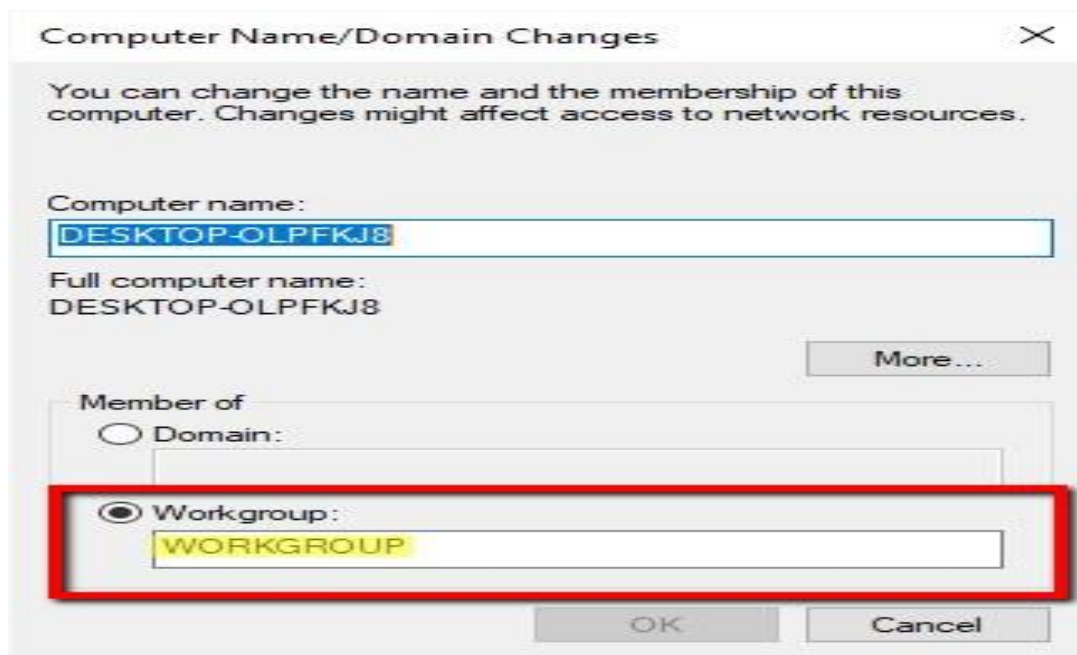 Computer Name/Domain Changes
You can change the name and the membership of this
computer. Changes might affect access to network resources.
Computer name:
DESKTOP-OLPFKJ8
Full computer name:
DESKTOP-OLPFKJ8
More...
Member of
Domain:
Workgroup:
WORKGROUP
OK
Cancel